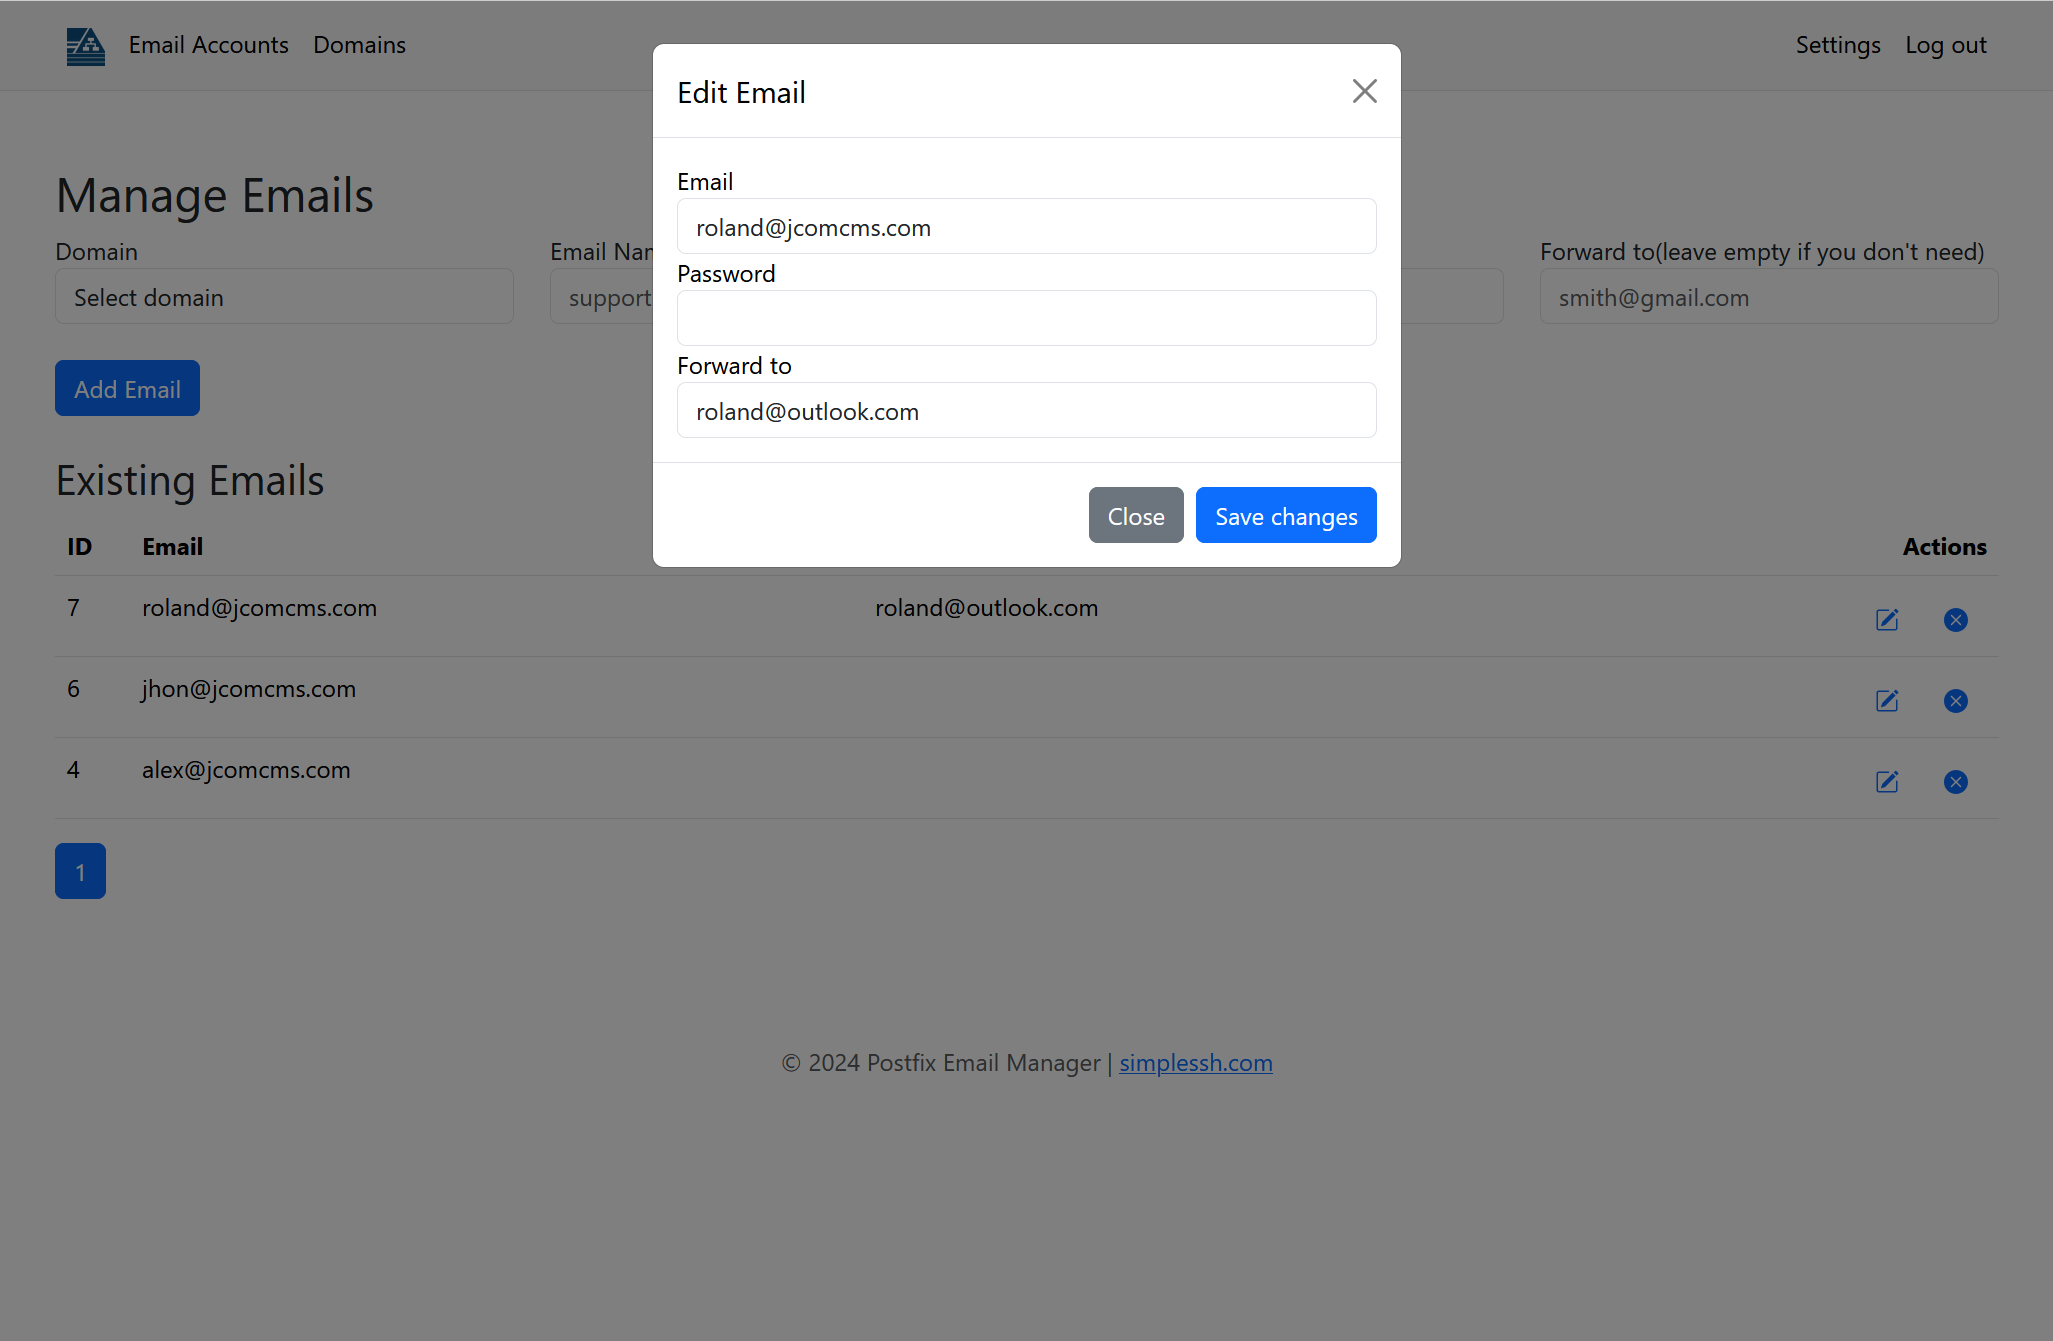 Email Accounts Domains Settings Log out
Edit Email
Manage Emails
Email
roland@jcomcms.com
Password
Forward to
roland@outlook.com
Close Save changes
Domain Email Forward to(leave empty if you don't need)
Select domain support smith@gmail.com
Add Email
Existing Emails
ID Email Actions
7 roland@jcomcms.com roland@outlook.com
6 jhon@jcomcms.com
4 alex@jcomcms.com
1
© 2024 Postfix Email Manager | simplessh.com